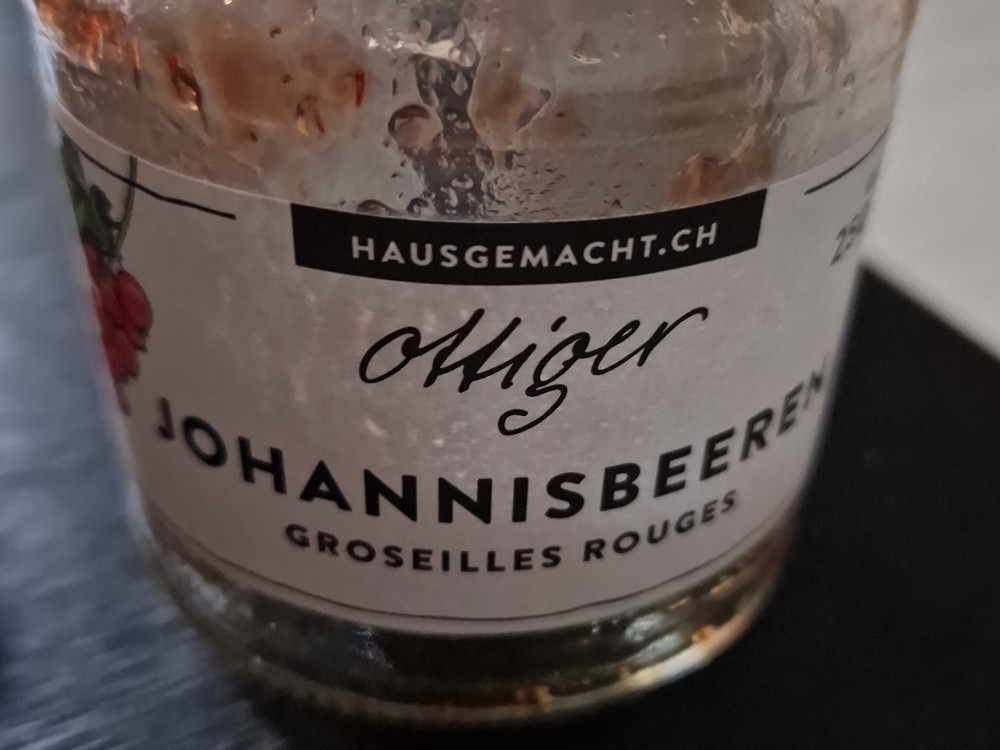 HAUSGEMACHT.CH
ottiger
JOHANNISBEEREN
GROSEILLES ROUGES